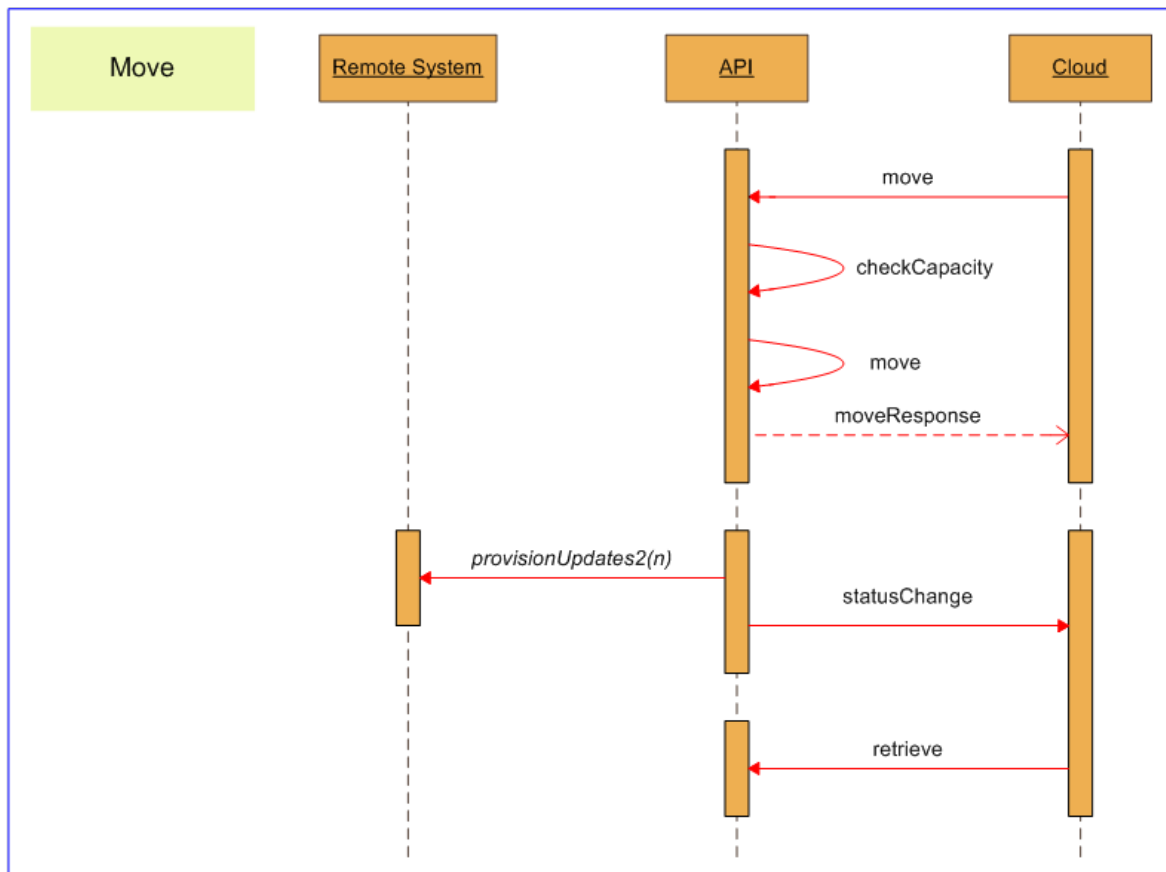 Move
Remote System
API
Cloud
move
checkCapacity
move
moveResponse
provisionUpdates2(n)
statusChange
retrieve